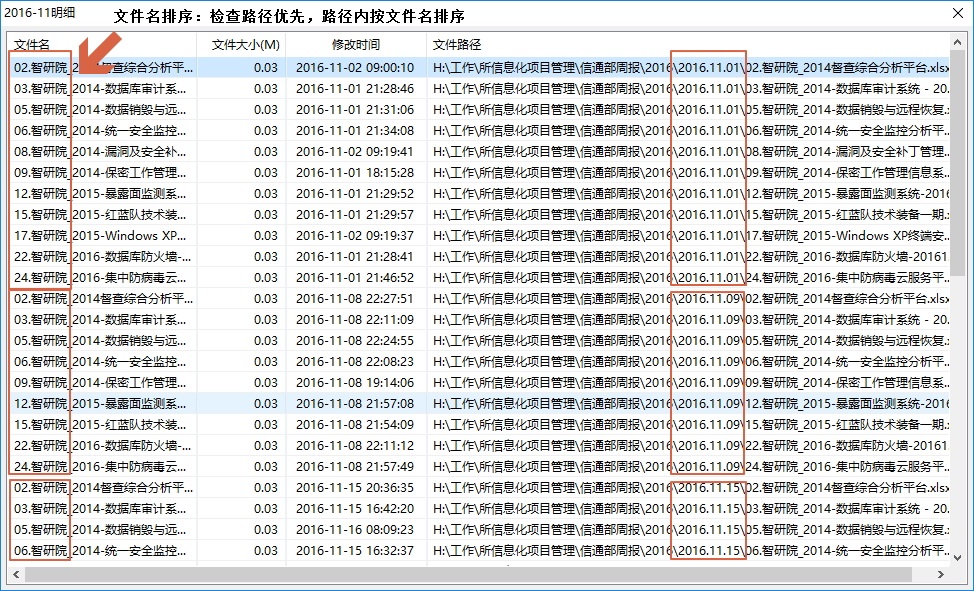 2016-11明细
文件名排序：检查路径优先，路径内按文件名排序
文件名 文件大小(M) 修改时间 文件路径
02.智研院_2014督查综合分析平... 0.03 2016-11-02 09:00:10 H:\工作\所信息化项目管理\信通部周报\2016\2016.11.01\02.智研院_2014督查综合分析平台.xlsx
03.智研院_2014-数据库审计系... 0.03 2016-11-01 21:28:46 H:\工作\所信息化项目管理\信通部周报\2016\2016.11.01\03.智研院_2014-数据库审计系统 - 20...
05.智研院_2014-数据销毁与远... 0.03 2016-11-01 21:31:06 H:\工作\所信息化项目管理\信通部周报\2016\2016.11.01\05.智研院_2014-数据销毁与远程恢复...
06.智研院_2014-统一安全监控... 0.03 2016-11-01 21:34:08 H:\工作\所信息化项目管理\信通部周报\2016\2016.11.01\06.智研院_2014-统一安全监控分析平...
08.智研院_2014-漏洞及安全补... 0.03 2016-11-02 09:19:41 H:\工作\所信息化项目管理\信通部周报\2016\2016.11.01\08.智研院_2014-漏洞及安全补丁管理...
09.智研院_2014-保密工作管理... 0.03 2016-11-01 18:15:28 H:\工作\所信息化项目管理\信通部周报\2016\2016.11.01\09.智研院_2014-保密工作管理信息系...
12.智研院_2015-暴露面监测系... 0.03 2016-11-01 21:29:52 H:\工作\所信息化项目管理\信通部周报\2016\2016.11.01\12.智研院_2015-暴露面监测系统-2016
15.智研院_2015-红蓝队技术装... 0.03 2016-11-01 21:29:57 H:\工作\所信息化项目管理\信通部周报\2016\2016.11.01\15.智研院_2015-红蓝队技术装备一期...
17.智研院_2015-Windows XP... 0.03 2016-11-02 09:19:37 H:\工作\所信息化项目管理\信通部周报\2016\2016.11.01\17.智研院_2015-Windows XP终端安...
22.智研院_2016-数据库防火墙-... 0.03 2016-11-01 21:28:41 H:\工作\所信息化项目管理\信通部周报\2016\2016.11.01\22.智研院_2016-数据库防火墙-20161
24.智研院_2016-集中防病毒云... 0.03 2016-11-01 21:46:52 H:\工作\所信息化项目管理\信通部周报\2016\2016.11.01\24.智研院_2016-集中防病毒云服务平...
02.智研院_2014督查综合分析平... 0.03 2016-11-08 22:27:51 H:\工作\所信息化项目管理\信通部周报\2016\2016.11.09\02.智研院_2014督查综合分析平台.xlsx
03.智研院_2014-数据库审计系... 0.03 2016-11-08 22:11:09 H:\工作\所信息化项目管理\信通部周报\2016\2016.11.09\03.智研院_2014-数据库审计系统 - 20...
05.智研院_2014-数据销毁与远... 0.03 2016-11-08 22:24:55 H:\工作\所信息化项目管理\信通部周报\2016\2016.11.09\05.智研院_2014-数据销毁与远程恢复...
06.智研院_2014-统一安全监控... 0.03 2016-11-08 22:08:23 H:\工作\所信息化项目管理\信通部周报\2016\2016.11.09\06.智研院_2014-统一安全监控分析平...
09.智研院_2014-保密工作管理... 0.03 2016-11-08 19:14:06 H:\工作\所信息化项目管理\信通部周报\2016\2016.11.09\09.智研院_2014-保密工作管理信息系...
12.智研院_2015-暴露面监测系... 0.03 2016-11-08 21:57:08 H:\工作\所信息化项目管理\信通部周报\2016\2016.11.09\12.智研院_2015-暴露面监测系统-2016
15.智研院_2015-红蓝队技术装... 0.03 2016-11-08 21:54:09 H:\工作\所信息化项目管理\信通部周报\2016\2016.11.09\15.智研院_2015-红蓝队技术装备一期...
22.智研院_2016-数据库防火墙-... 0.03 2016-11-08 22:11:12 H:\工作\所信息化项目管理\信通部周报\2016\2016.11.09\22.智研院_2016-数据库防火墙-20161
24.智研院_2016-集中防病毒云... 0.03 2016-11-08 21:57:49 H:\工作\所信息化项目管理\信通部周报\2016\2016.11.09\24.智研院_2016-集中防病毒云服务平...
02.智研院_2014督查综合分析平... 0.03 2016-11-15 20:36:35 H:\工作\所信息化项目管理\信通部周报\2016\2016.11.15\02.智研院_2014督查综合分析平台.xlsx
03.智研院_2014-数据库审计系... 0.03 2016-11-15 16:42:20 H:\工作\所信息化项目管理\信通部周报\2016\2016.11.15\03.智研院_2014-数据库审计系统 - 20...
05.智研院_2014-数据销毁与远... 0.03 2016-11-16 08:09:23 H:\工作\所信息化项目管理\信通部周报\2016\2016.11.15\05.智研院_2014-数据销毁与远程恢复...
06.智研院_2014-统一安全监控... 0.03 2016-11-15 16:32:37 H:\工作\所信息化项目管理\信通部周报\2016\2016.11.15\06.智研院_2014-统一安全监控分析平...